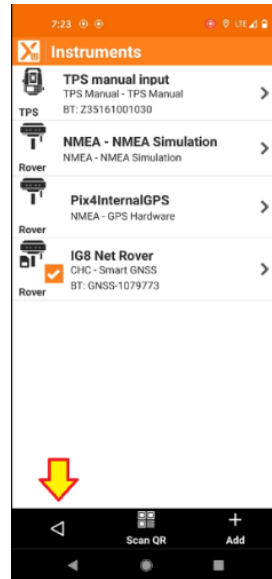 7:23
LTE
Instruments
TPS manual input
TPS Manual - TPS Manual
BT: Z35161001030
TPS
NMEA - NMEA Simulation
NMEA - NMEA Simulation
Rover
Pix4InternalGPS
NMEA - GPS Hardware
Rover
IG8 Net Rover
CHC - Smart GNSS
BT: GNSS-1079773
Rover
Scan QR
Add